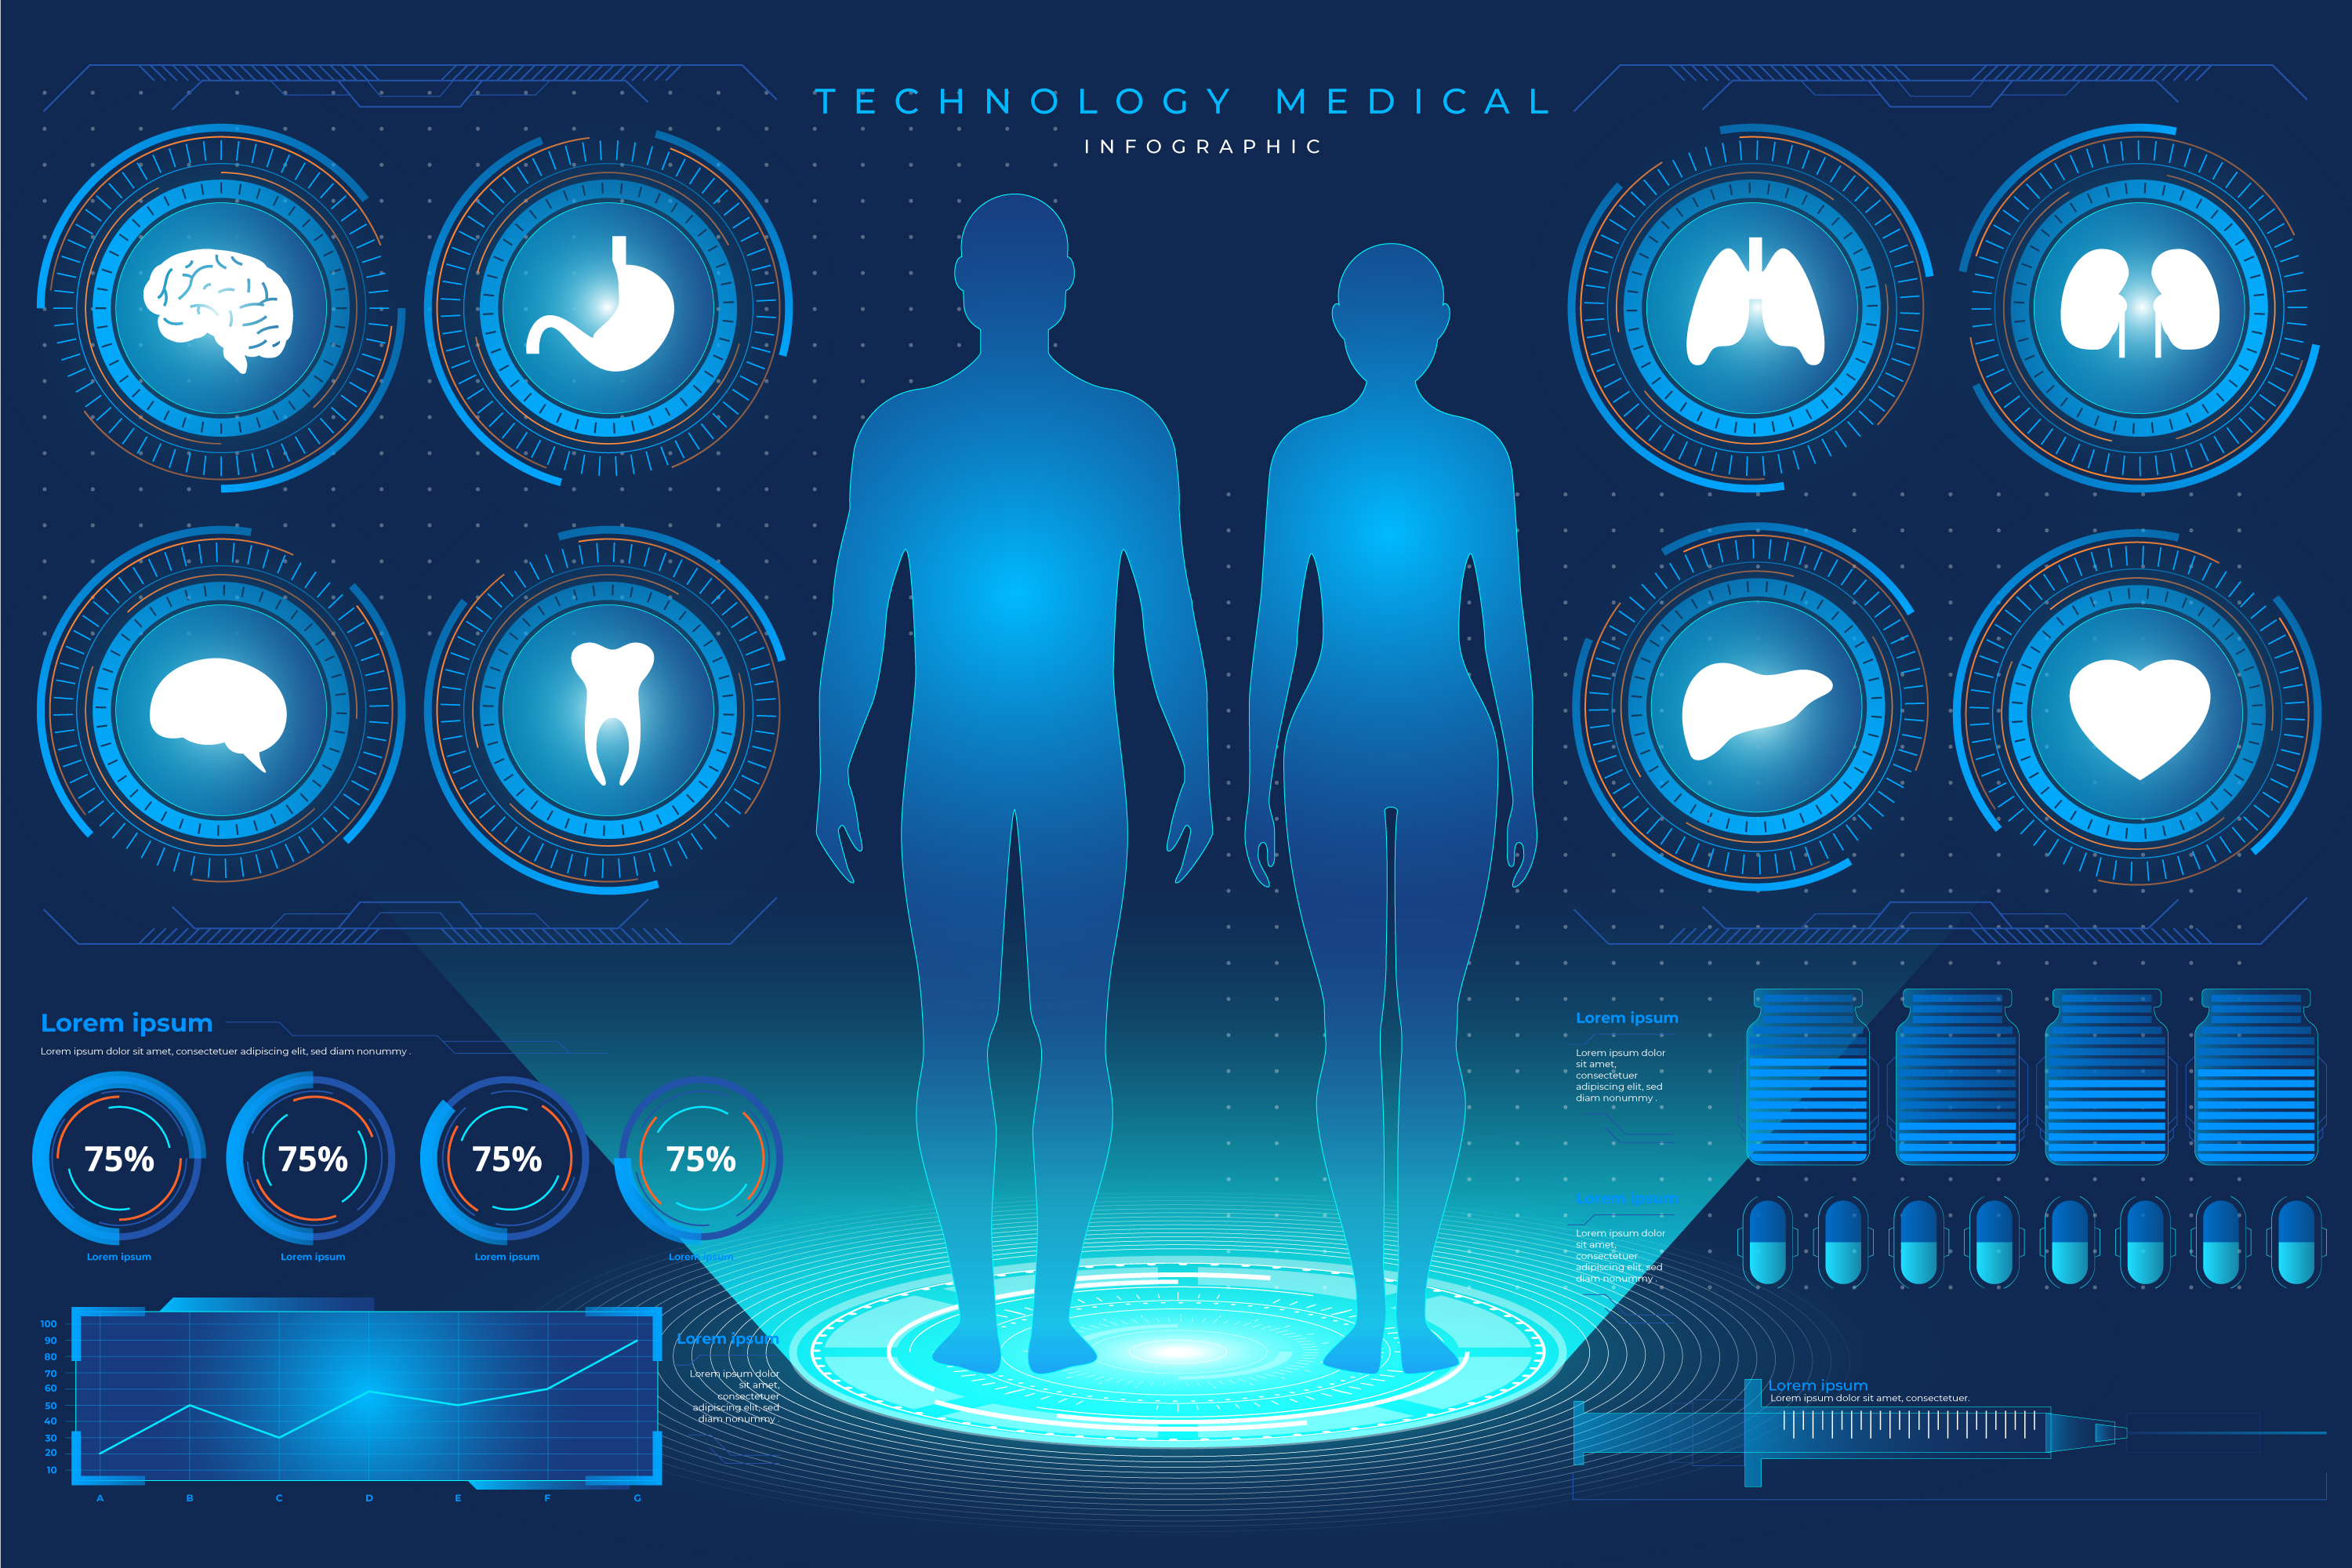 TECHNOLOGY MEDICAL
INFOGRAPHIC
Lorem ipsum
Lorem ipsum dolor sit amet, consectetuer adipiscing elit, sed diam nonummy .
75%
75%
75%
75%
Lorem ipsum
Lorem ipsum
Lorem ipsum
Lorem ipsum
100
90
80
70
60
50
40
30
20
10
A
B
C
D
E
F
G
Lorem ipsum
Lorem ipsum dolor
sit amet,
consectetuer
adipiscing elit, sed
diam nonummy .
Lorem ipsum
Lorem ipsum dolor
sit amet,
consectetuer
adipiscing elit, sed
diam nonummy .
Lorem ipsum
Lorem ipsum dolor
sit amet,
consectetuer
adipiscing elit, sed
diam nonummy .
Lorem ipsum
Lorem ipsum dolor sit amet, consectetuer.